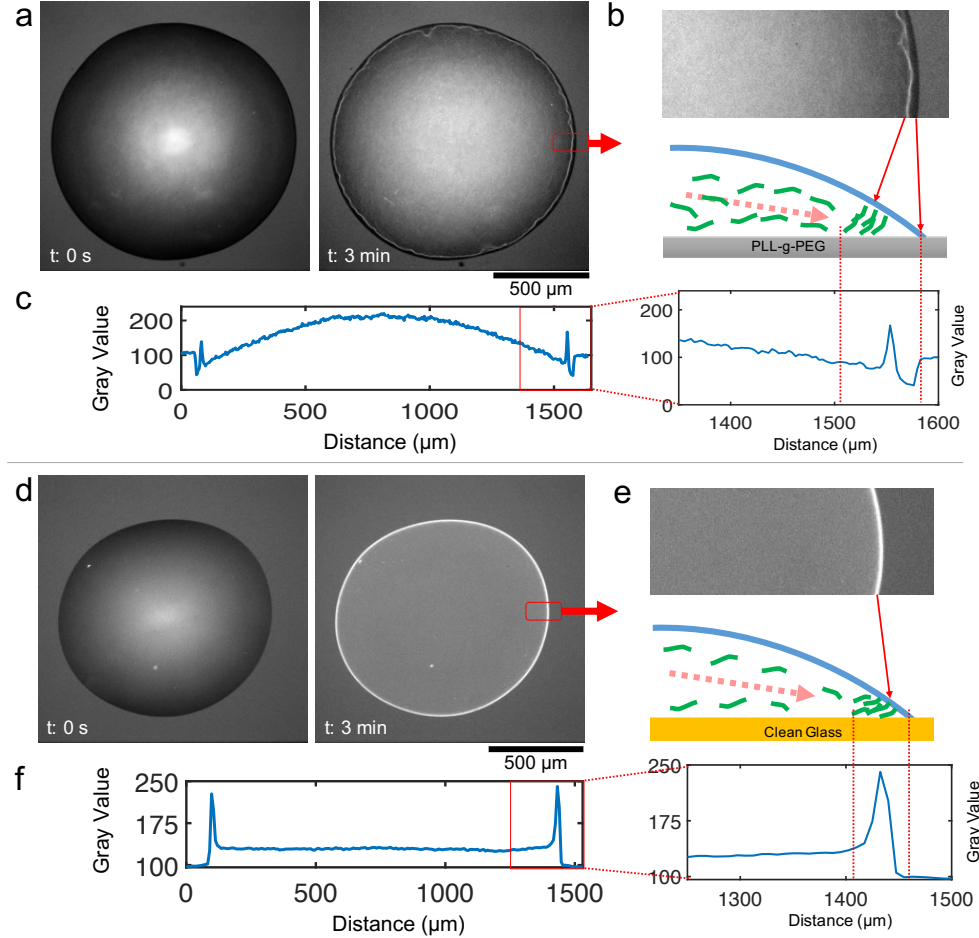 a
b
t: 0 s
t: 3 min
500 µm
PLL-g-PEG
c
Gray Value
200
100
0
0
500
1000
1500
Distance (µm)
200
100
0
1400
1500
1600
Gray Value
Distance (µm)
d
e
t: 0 s
t: 3 min
500 µm
Clean Glass
f
Gray Value
250
175
100
0
500
1000
1500
Distance (µm)
250
175
100
1300
1400
1500
Gray Value
Distance (µm)